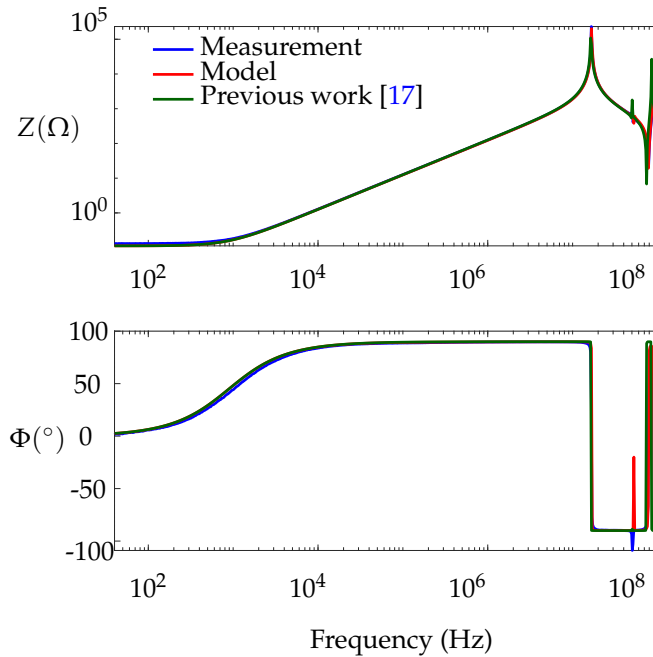 10^5
Measurement
Model
Previous work [17]
Z(Ω)
10^0
10^2 10^4 10^6 10^8
100
50
Φ(°) 0
-50
-100
10^2 10^4 10^6 10^8
Frequency (Hz)